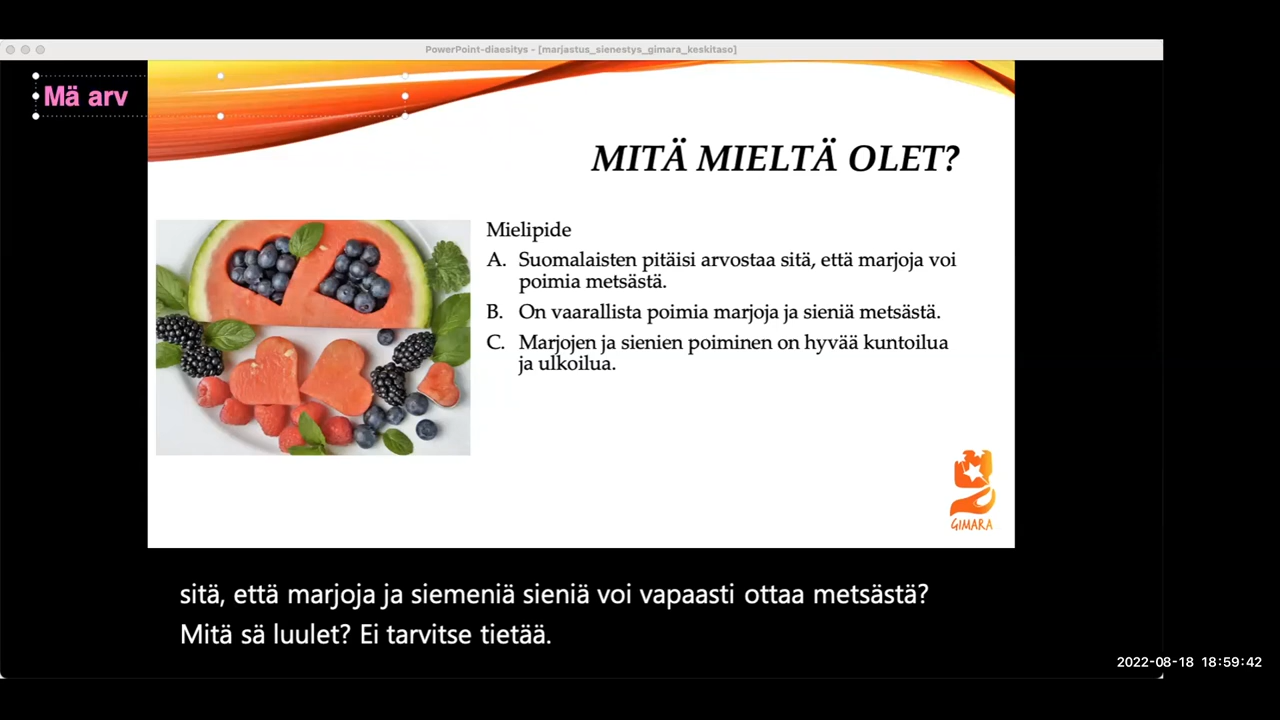 PowerPoint-diaesitys - [marjastus_sienestys_gimara_keskitaso]
Mä arv
MITÄ MIELTÄ OLET?
Mielipide
A. Suomalaisten pitäisi arvostaa sitä, että marjoja voi
poimia metsästä.
B. On vaarallista poimia marjoja ja sieniä metsästä.
C. Marjojen ja sienien poiminen on hyvää kuntoilua
ja ulkoilua.
GIMARA
sitä, että marjoja ja siemeniä sieniä voi vapaasti ottaa metsästä?
Mitä sä luulet? Ei tarvitse tietää.
2022-08-18 18:59:42